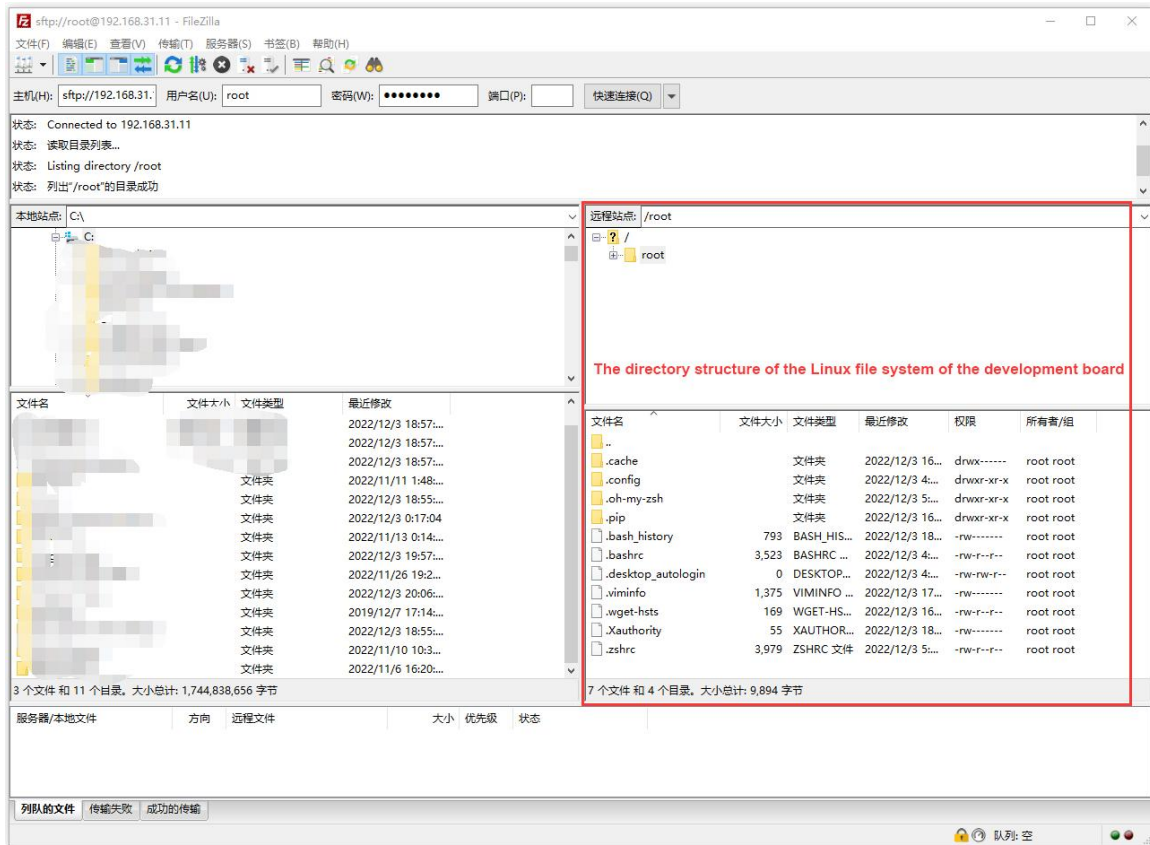 sftp://root@192.168.31.11 - FileZilla
文件(F) 编辑(E) 查看(V) 传输(T) 服务器(S) 书签(B) 帮助(H)
主机(H): sftp://192.168.31. 用户名(U): root 密码(W): ●●●●●●●● 端口(P): 快速连接(Q)
状态: Connected to 192.168.31.11
状态: 读取目录列表...
状态: Listing directory /root
状态: 列出"/root"的目录成功
本地站点: C:\
C:
文件名 文件大小 文件类型 最近修改
2022/12/3 18:57:...
2022/12/3 18:57:...
2022/12/3 18:57:...
文件夹 2022/11/11 1:48:...
文件夹 2022/12/3 18:55:...
文件夹 2022/12/3 0:17:04
文件夹 2022/11/13 0:14:...
文件夹 2022/12/3 19:57:...
文件夹 2022/11/26 19:2...
文件夹 2022/12/3 20:06:...
文件夹 2019/12/7 17:14:...
文件夹 2022/12/3 18:55:...
文件夹 2022/11/10 10:3...
文件夹 2022/11/6 16:20:...
3 个文件 和 11 个目录。大小总计: 1,744,838,656 字节
远程站点: /root
/
root
The directory structure of the Linux file system of the development board
文件名 文件大小 文件类型 最近修改 权限 所有者/组
..
.cache 文件夹 2022/12/3 16... drwx------ root root
.config 文件夹 2022/12/3 4:... drwxr-xr-x root root
.oh-my-zsh 文件夹 2022/12/3 5:... drwxr-xr-x root root
.pip 文件夹 2022/12/3 16... drwxr-xr-x root root
.bash_history 793 BASH_HIS... 2022/12/3 18... -rw------- root root
.bashrc 3,523 BASHRC ... 2022/12/3 4:... -rw-r--r-- root root
.desktop_autologin 0 DESKTOP... 2022/12/3 4:... -rw-rw-r-- root root
.viminfo 1,375 VIMINFO ... 2022/12/3 17... -rw------- root root
.wget-hsts 169 WGET-HS... 2022/12/3 16... -rw-r--r-- root root
.Xauthority 55 XAUTHOR... 2022/12/3 18... -rw------- root root
.zshrc 3,979 ZSHRC 文件 2022/12/3 5:... -rw-r--r-- root root
7 个文件 和 4 个目录。大小总计: 9,894 字节
服务器/本地文件 方向 远程文件 大小 优先级 状态
列队的文件 传输失败 成功的传输
队列: 空